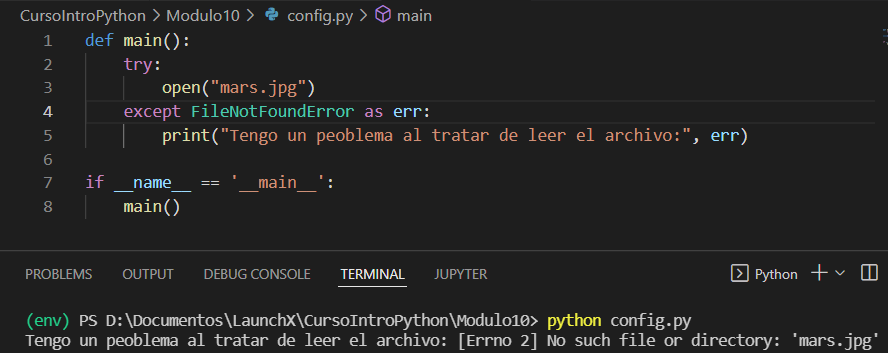 CursoIntroPython > Modulo10 > config.py > main
1 def main():
2 try:
3 open("mars.jpg")
4 except FileNotFoundError as err:
5 print("Tengo un peoblema al tratar de leer el archivo:", err)
6
7 if __name__ == '__main__':
8 main()
PROBLEMS OUTPUT DEBUG CONSOLE TERMINAL JUPYTER Python
(env) PS D:\Documentos\LaunchX\CursoIntroPython\Modulo10> python config.py
Tengo un peoblema al tratar de leer el archivo: [Errno 2] No such file or directory: 'mars.jpg'